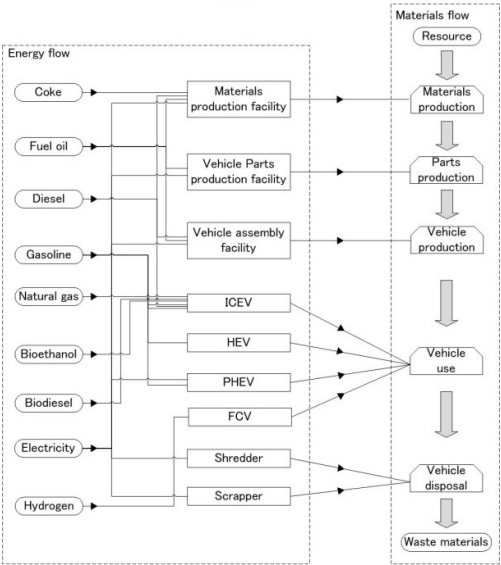 Materials flow
Resource
Energy flow
Coke
Materials
production facility
Materials
production
Fuel oil
Vehicle Parts
production facility
Parts
production
Diesel
Vehicle assembly
facility
Vehicle
production
Gasoline
Natural gas
ICEV
HEV
Bioethanol
Vehicle
use
PHEV
Biodiesel
FCV
Electricity
Shredder
Vehicle
disposal
Scrapper
Hydrogen
Waste materials